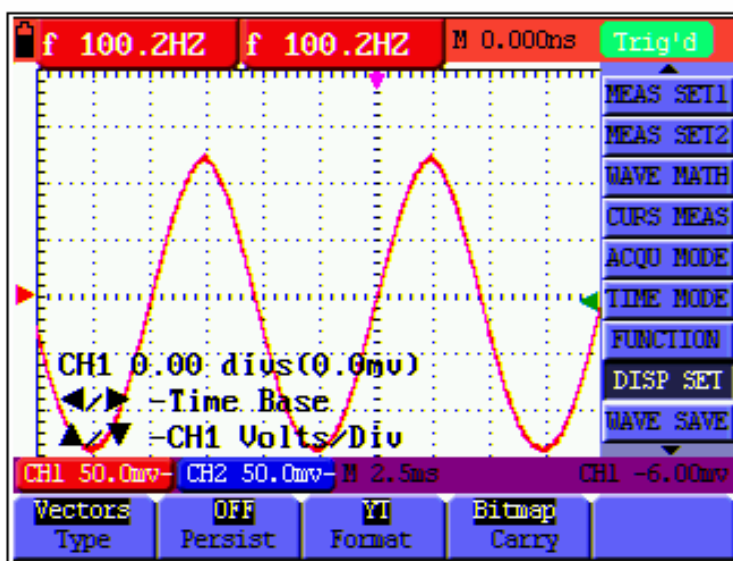 f 100.2HZ f 100.2HZ M 0.000ns Trig'd
MEAS SET1
MEAS SET2
WAVE MATH
CURS MEAS
ACQU MODE
TIME MODE
FUNCTION
DISP SET
WAVE SAVE
CH1 0.00 divs(0.0mv)
◀/▶ -Time Base
▲/▼ -CH1 Volts/Div
CH1 50.0mv- CH2 50.0mv- M 2.5ms CH1 -6.00mv
Vectors OFF YT Bitmap
Type Persist Format Carry